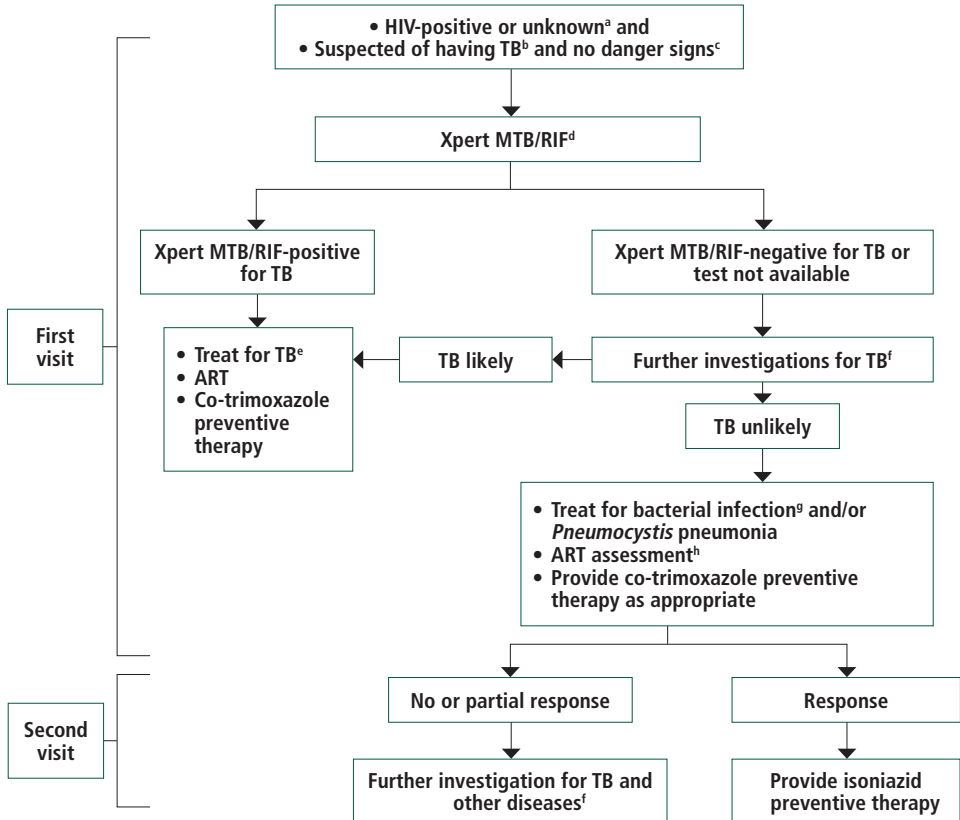 • HIV-positive or unknownᵃ and
• Suspected of having TBᵇ and no danger signsᶜ
Xpert MTB/RIFᵈ
Xpert MTB/RIF-positive
for TB
Xpert MTB/RIF-negative for TB or
test not available
First
visit
• Treat for TBᵉ
• ART
• Co-trimoxazole
preventive
therapy
TB likely
Further investigations for TBᶠ
TB unlikely
• Treat for bacterial infectionᵍ and/or
Pneumocystis pneumonia
• ART assessmentʰ
• Provide co-trimoxazole preventive
therapy as appropriate
Second
visit
No or partial response
Response
Further investigation for TB and
other diseasesᶠ
Provide isoniazid
preventive therapy